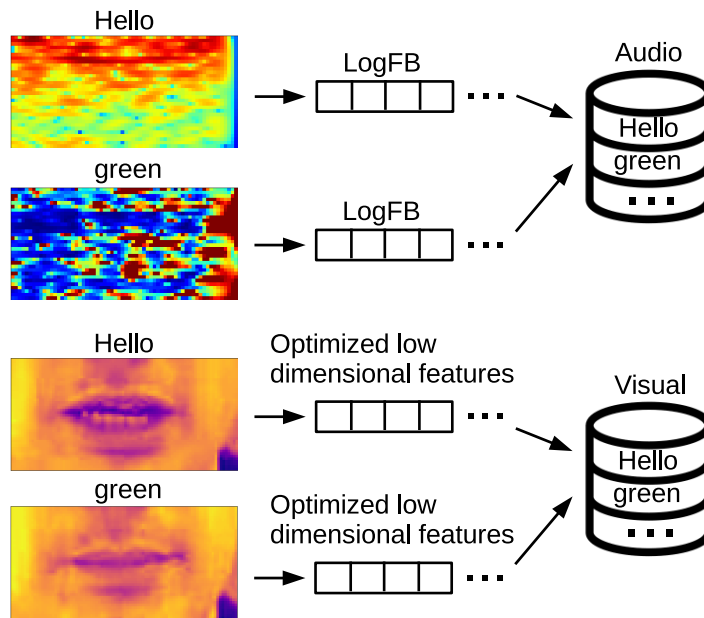 Hello
LogFB
Audio
Hello
green
...
green
LogFB
...
...
Hello
Optimized low
dimensional features
...
Visual
Hello
green
...
green
Optimized low
dimensional features
...